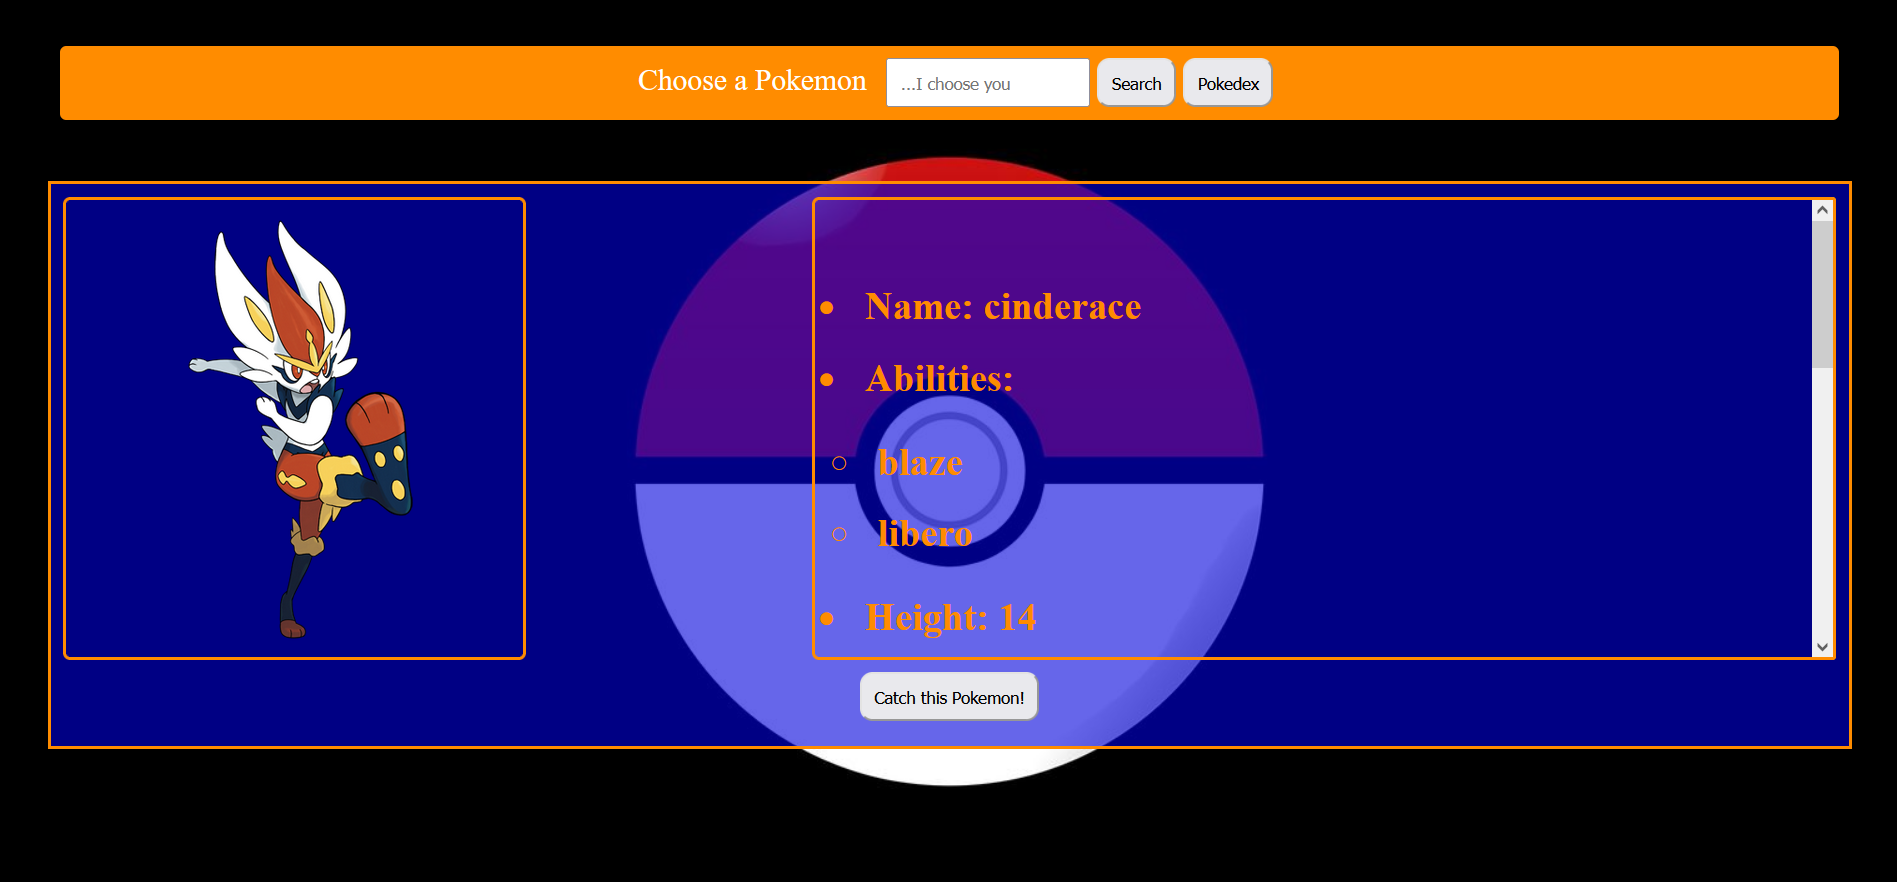 Choose a Pokemon ...I choose you Search Pokedex
Name: cinderace
Abilities:
blaze
libero
Height: 14
Catch this Pokemon!